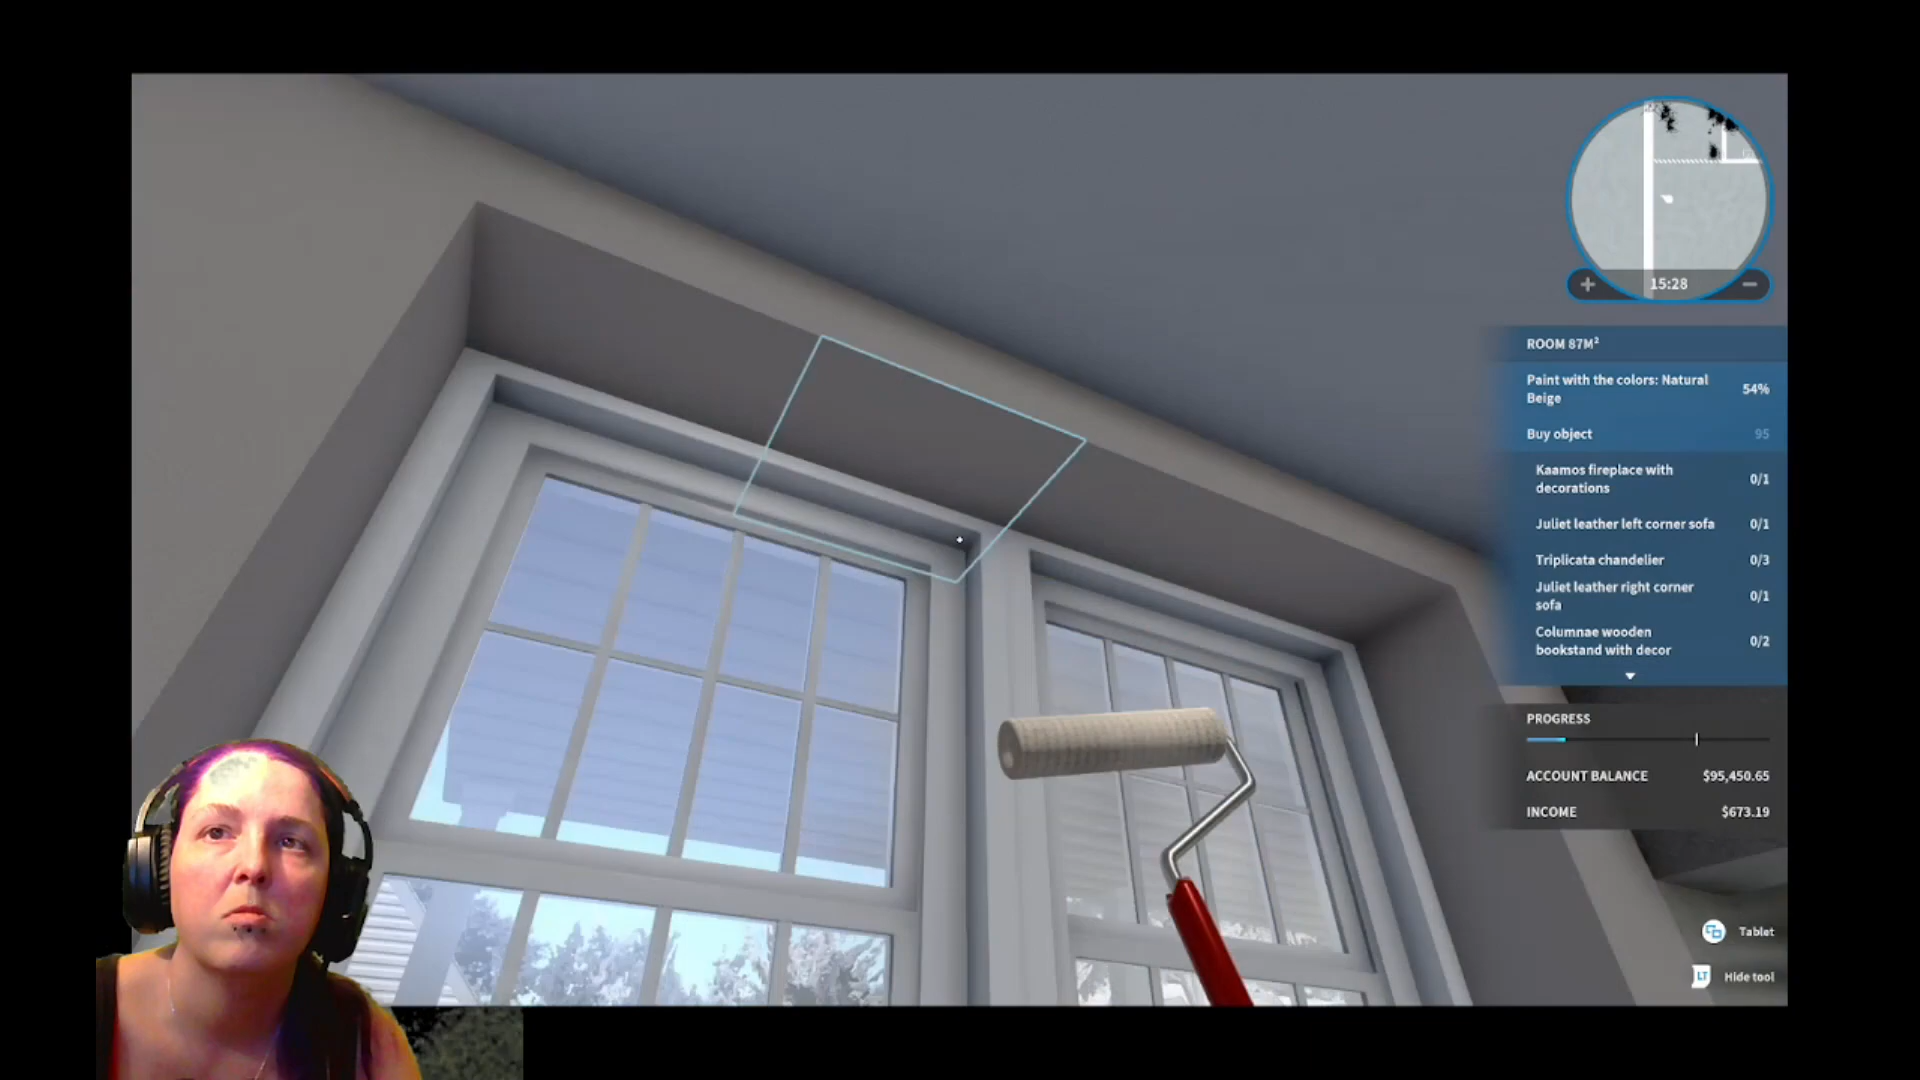 15:28
ROOM 87M²
Paint with the colors: Natural
Beige
54%
Buy object
95
Kaamos fireplace with
decorations
0/1
Juliet leather left corner sofa
0/1
Triplicata chandelier
0/3
Juliet leather right corner
sofa
0/1
Columnae wooden
bookstand with decor
0/2
PROGRESS
ACCOUNT BALANCE
$95,450.65
INCOME
$673.19
Tablet
LT
Hide tool